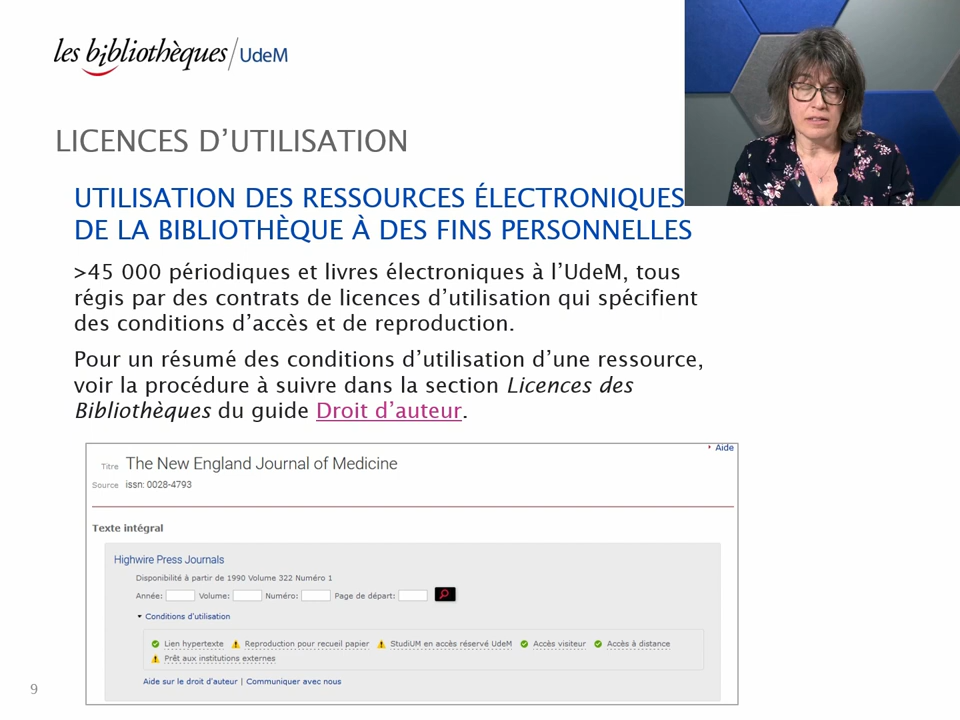 les bibliothèques/UdeM
LICENCES D’UTILISATION
UTILISATION DES RESSOURCES ÉLECTRONIQUES
DE LA BIBLIOTHÈQUE À DES FINS PERSONNELLES
>45 000 périodiques et livres électroniques à l’UdeM, tous
régis par des contrats de licences d’utilisation qui spécifient
des conditions d’accès et de reproduction.
Pour un résumé des conditions d’utilisation d’une ressource,
voir la procédure à suivre dans la section Licences des
Bibliothèques du guide Droit d’auteur.
Aide
Titre The New England Journal of Medicine
Source issn: 0028-4793
Texte intégral
Highwire Press Journals
Disponibilité à partir de 1990 Volume 322 Numéro 1
Année: Volume: Numéro: Page de départ:
Conditions d'utilisation
Lien hypertexte Reproduction pour recueil papier StudiUM en accès réservé UdeM Accès visiteur Accès à distance
Prêt aux institutions externes
Aide sur le droit d'auteur | Communiquer avec nous
9